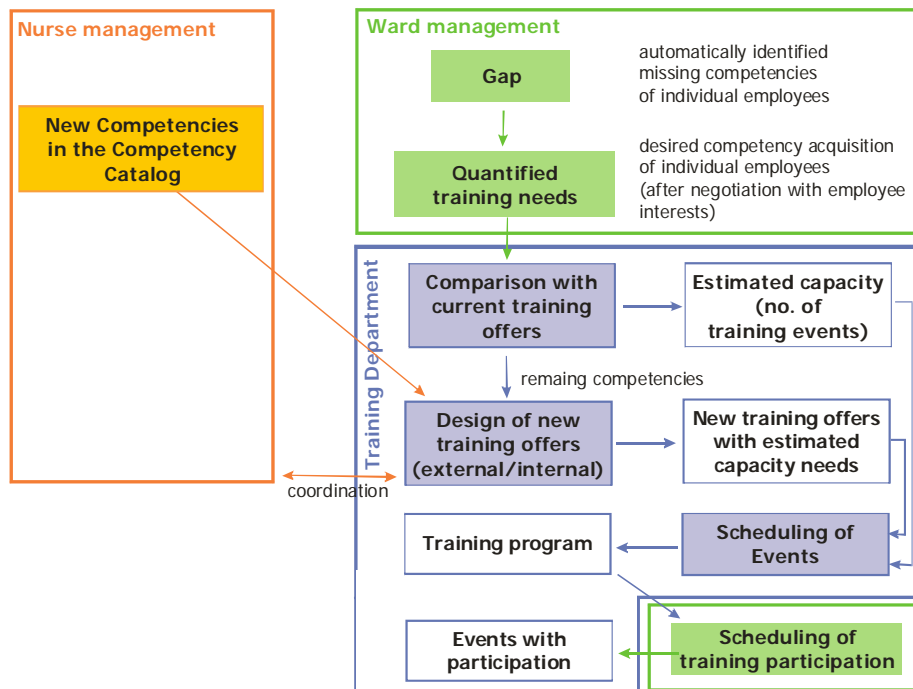 Nurse management
New Competencies
in the Competency
Catalog
Ward management
Gap
automatically identified
missing competencies
of individual employees
Quantified
training needs
desired competency acquisition
of individual employees
(after negotiation with employee
interests)
Training Department
Comparison with
current training
offers
Estimated capacity
(no. of
training events)
remaing competencies
Design of new
training offers
(external/internal)
New training offers
with estimated
capacity needs
coordination
Training program
Scheduling of
Events
Events with
participation
Scheduling of
training participation